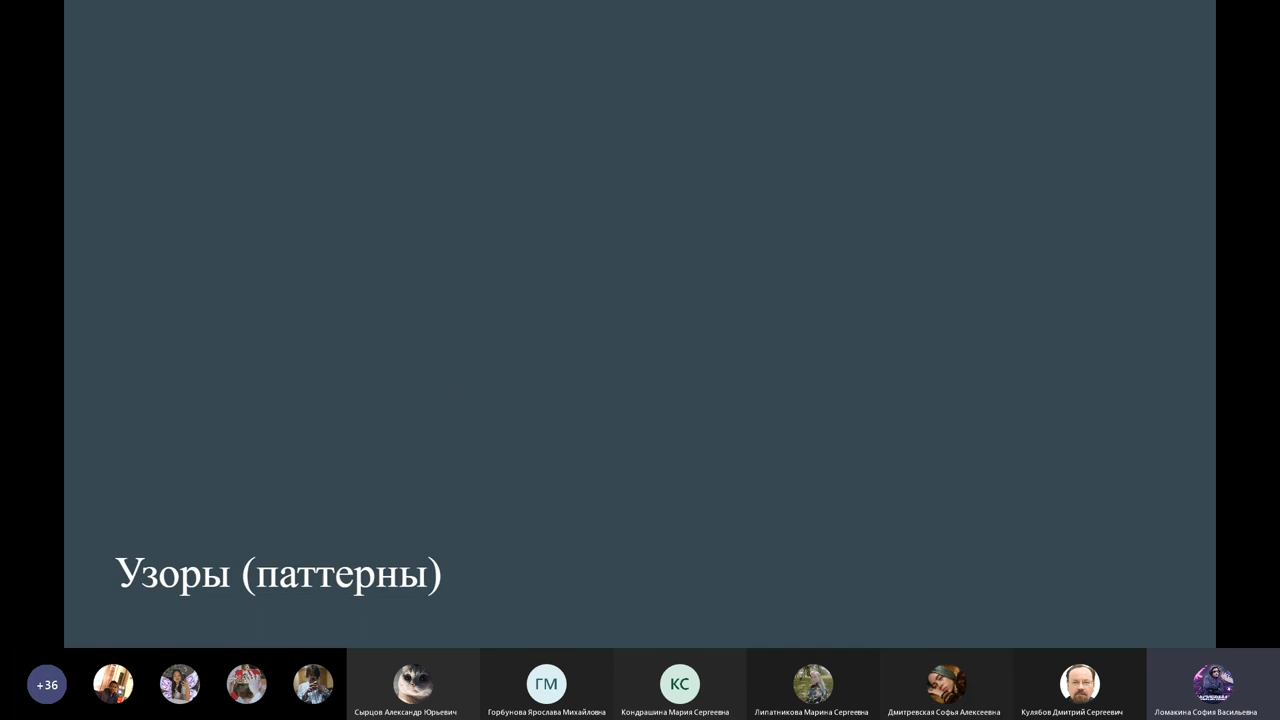 Узоры (паттерны)
+36
Сырцов Александр Юрьевич
ГМ
Горбунова Ярослава Михайловна
КС
Кондрашина Мария Сергеевна
Липатникова Марина Сергеевна
Дмитревская Софья Алексеевна
Кулябов Дмитрий Сергеевич
Ломакина София Васильевна